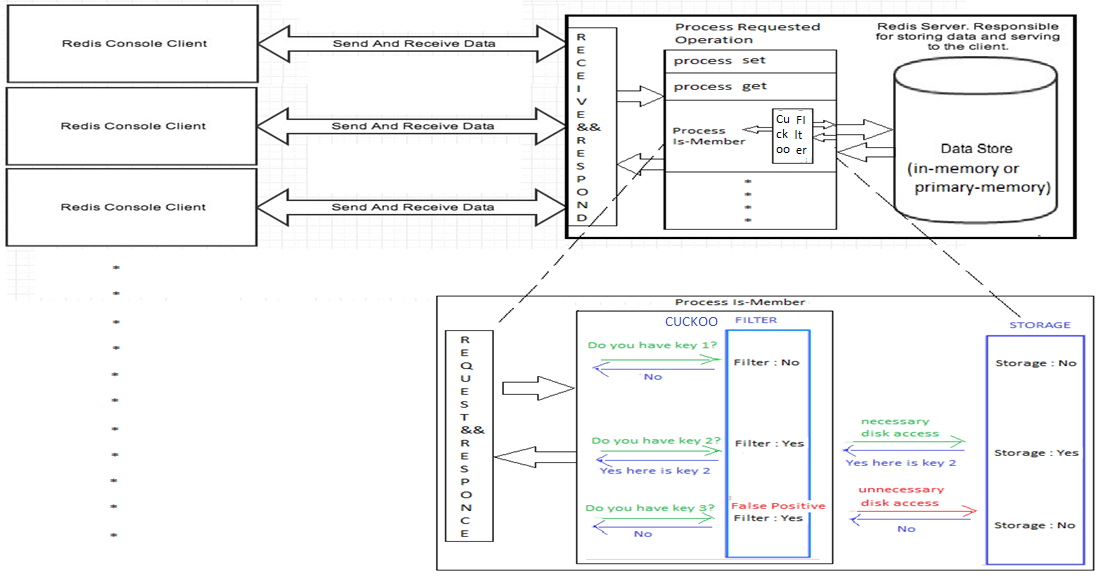 Redis Console Client
Send And Receive Data
Redis Console Client
Send And Receive Data
Redis Console Client
Send And Receive Data
*
*
*
*
*
*
*
*
*
*
*
RECEIVE&&RESPOND
Process Requested
Operation
process set
process get
Process
Is-Member
Cu
ck
oo
FI
lt
er
*
*
*
*
Redis Server. Responsible
for storing data and serving
to the client.
Data Store
(in-memory or
primary-memory)
Process Is-Member
REQUEST&&RESPONCE
CUCKOO FILTER
STORAGE
Do you have key 1?
No
Filter : No
Storage : No
Do you have key 2?
Yes here is key 2
Filter : Yes
necessary
disk access
Yes here is key 2
Storage : Yes
Do you have key 3?
No
False Positive
Filter : Yes
unnecessary
disk access
No
Storage : No